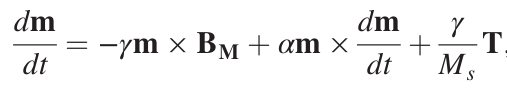 dm/dt = −γm × B_M + αm × dm/dt + γ/M_s T,